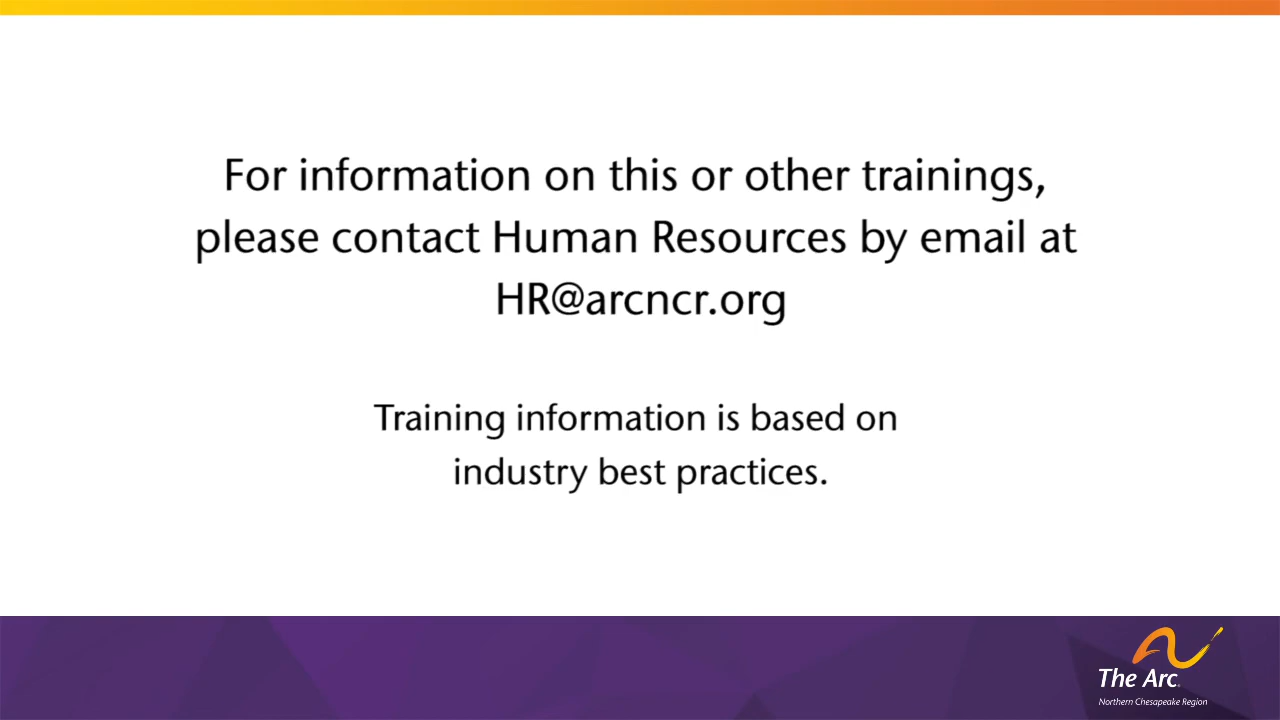 For information on this or other trainings,
please contact Human Resources by email at
HR@arcncr.org
Training information is based on
industry best practices.
The Arc.
Northern Chesapeake Region